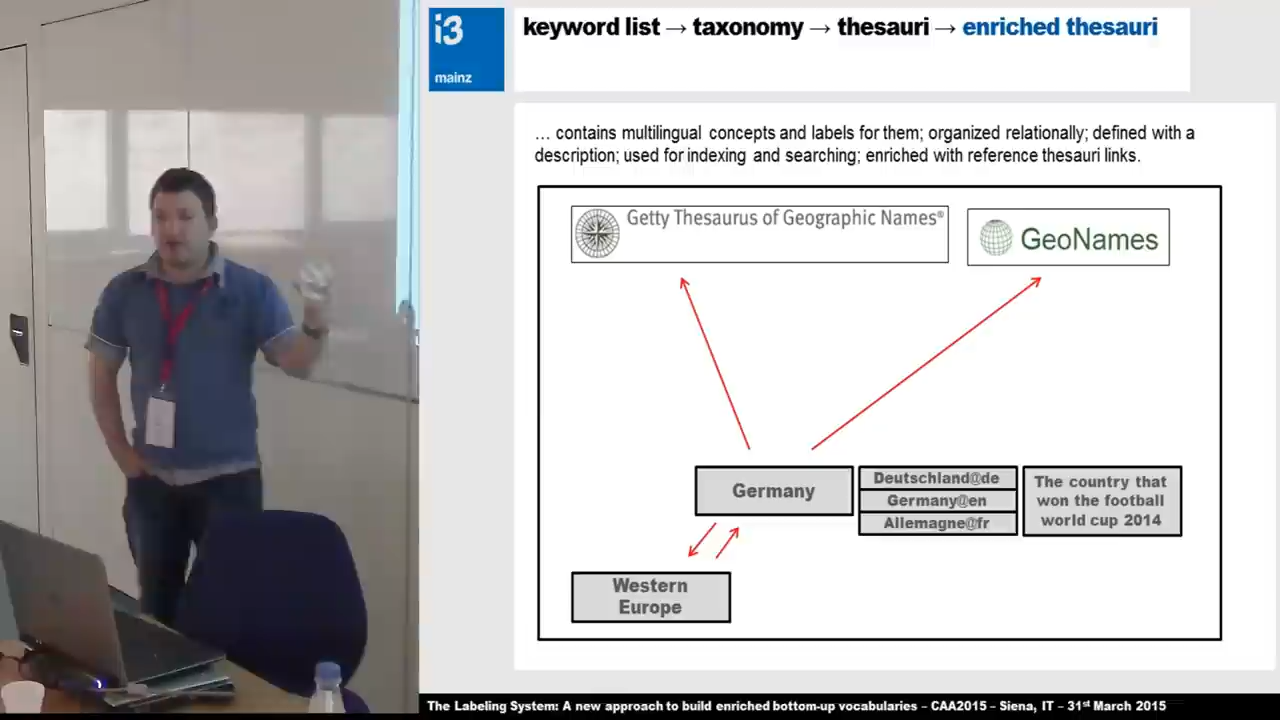 i3
mainz
keyword list → taxonomy → thesauri → enriched thesauri
… contains multilingual concepts and labels for them; organized relationally; defined with a
description; used for indexing and searching; enriched with reference thesauri links.
Getty Thesaurus of Geographic Names®
GeoNames
Germany
Deutschland@de
Germany@en
Allemagne@fr
The country that
won the football
world cup 2014
Western
Europe
The Labeling System: A new approach to build enriched bottom-up vocabularies – CAA2015 – Siena, IT – 31st March 2015